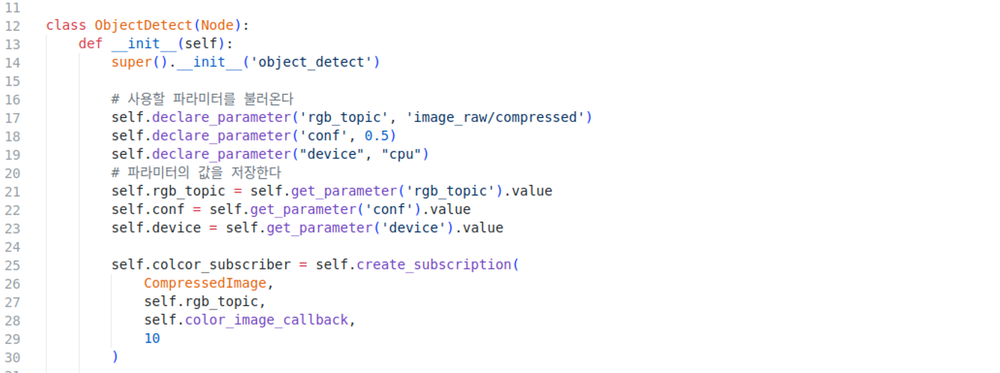 11
12 class ObjectDetect(Node):
13 def __init__(self):
14 super().__init__('object_detect')
15
16 # 사용할 파라미터를 불러온다
17 self.declare_parameter('rgb_topic', 'image_raw/compressed')
18 self.declare_parameter('conf', 0.5)
19 self.declare_parameter("device", "cpu")
20 # 파라미터의 값을 저장한다
21 self.rgb_topic = self.get_parameter('rgb_topic').value
22 self.conf = self.get_parameter('conf').value
23 self.device = self.get_parameter('device').value
24
25 self.colcor_subscriber = self.create_subscription(
26 CompressedImage,
27 self.rgb_topic,
28 self.color_image_callback,
29 10
30 )